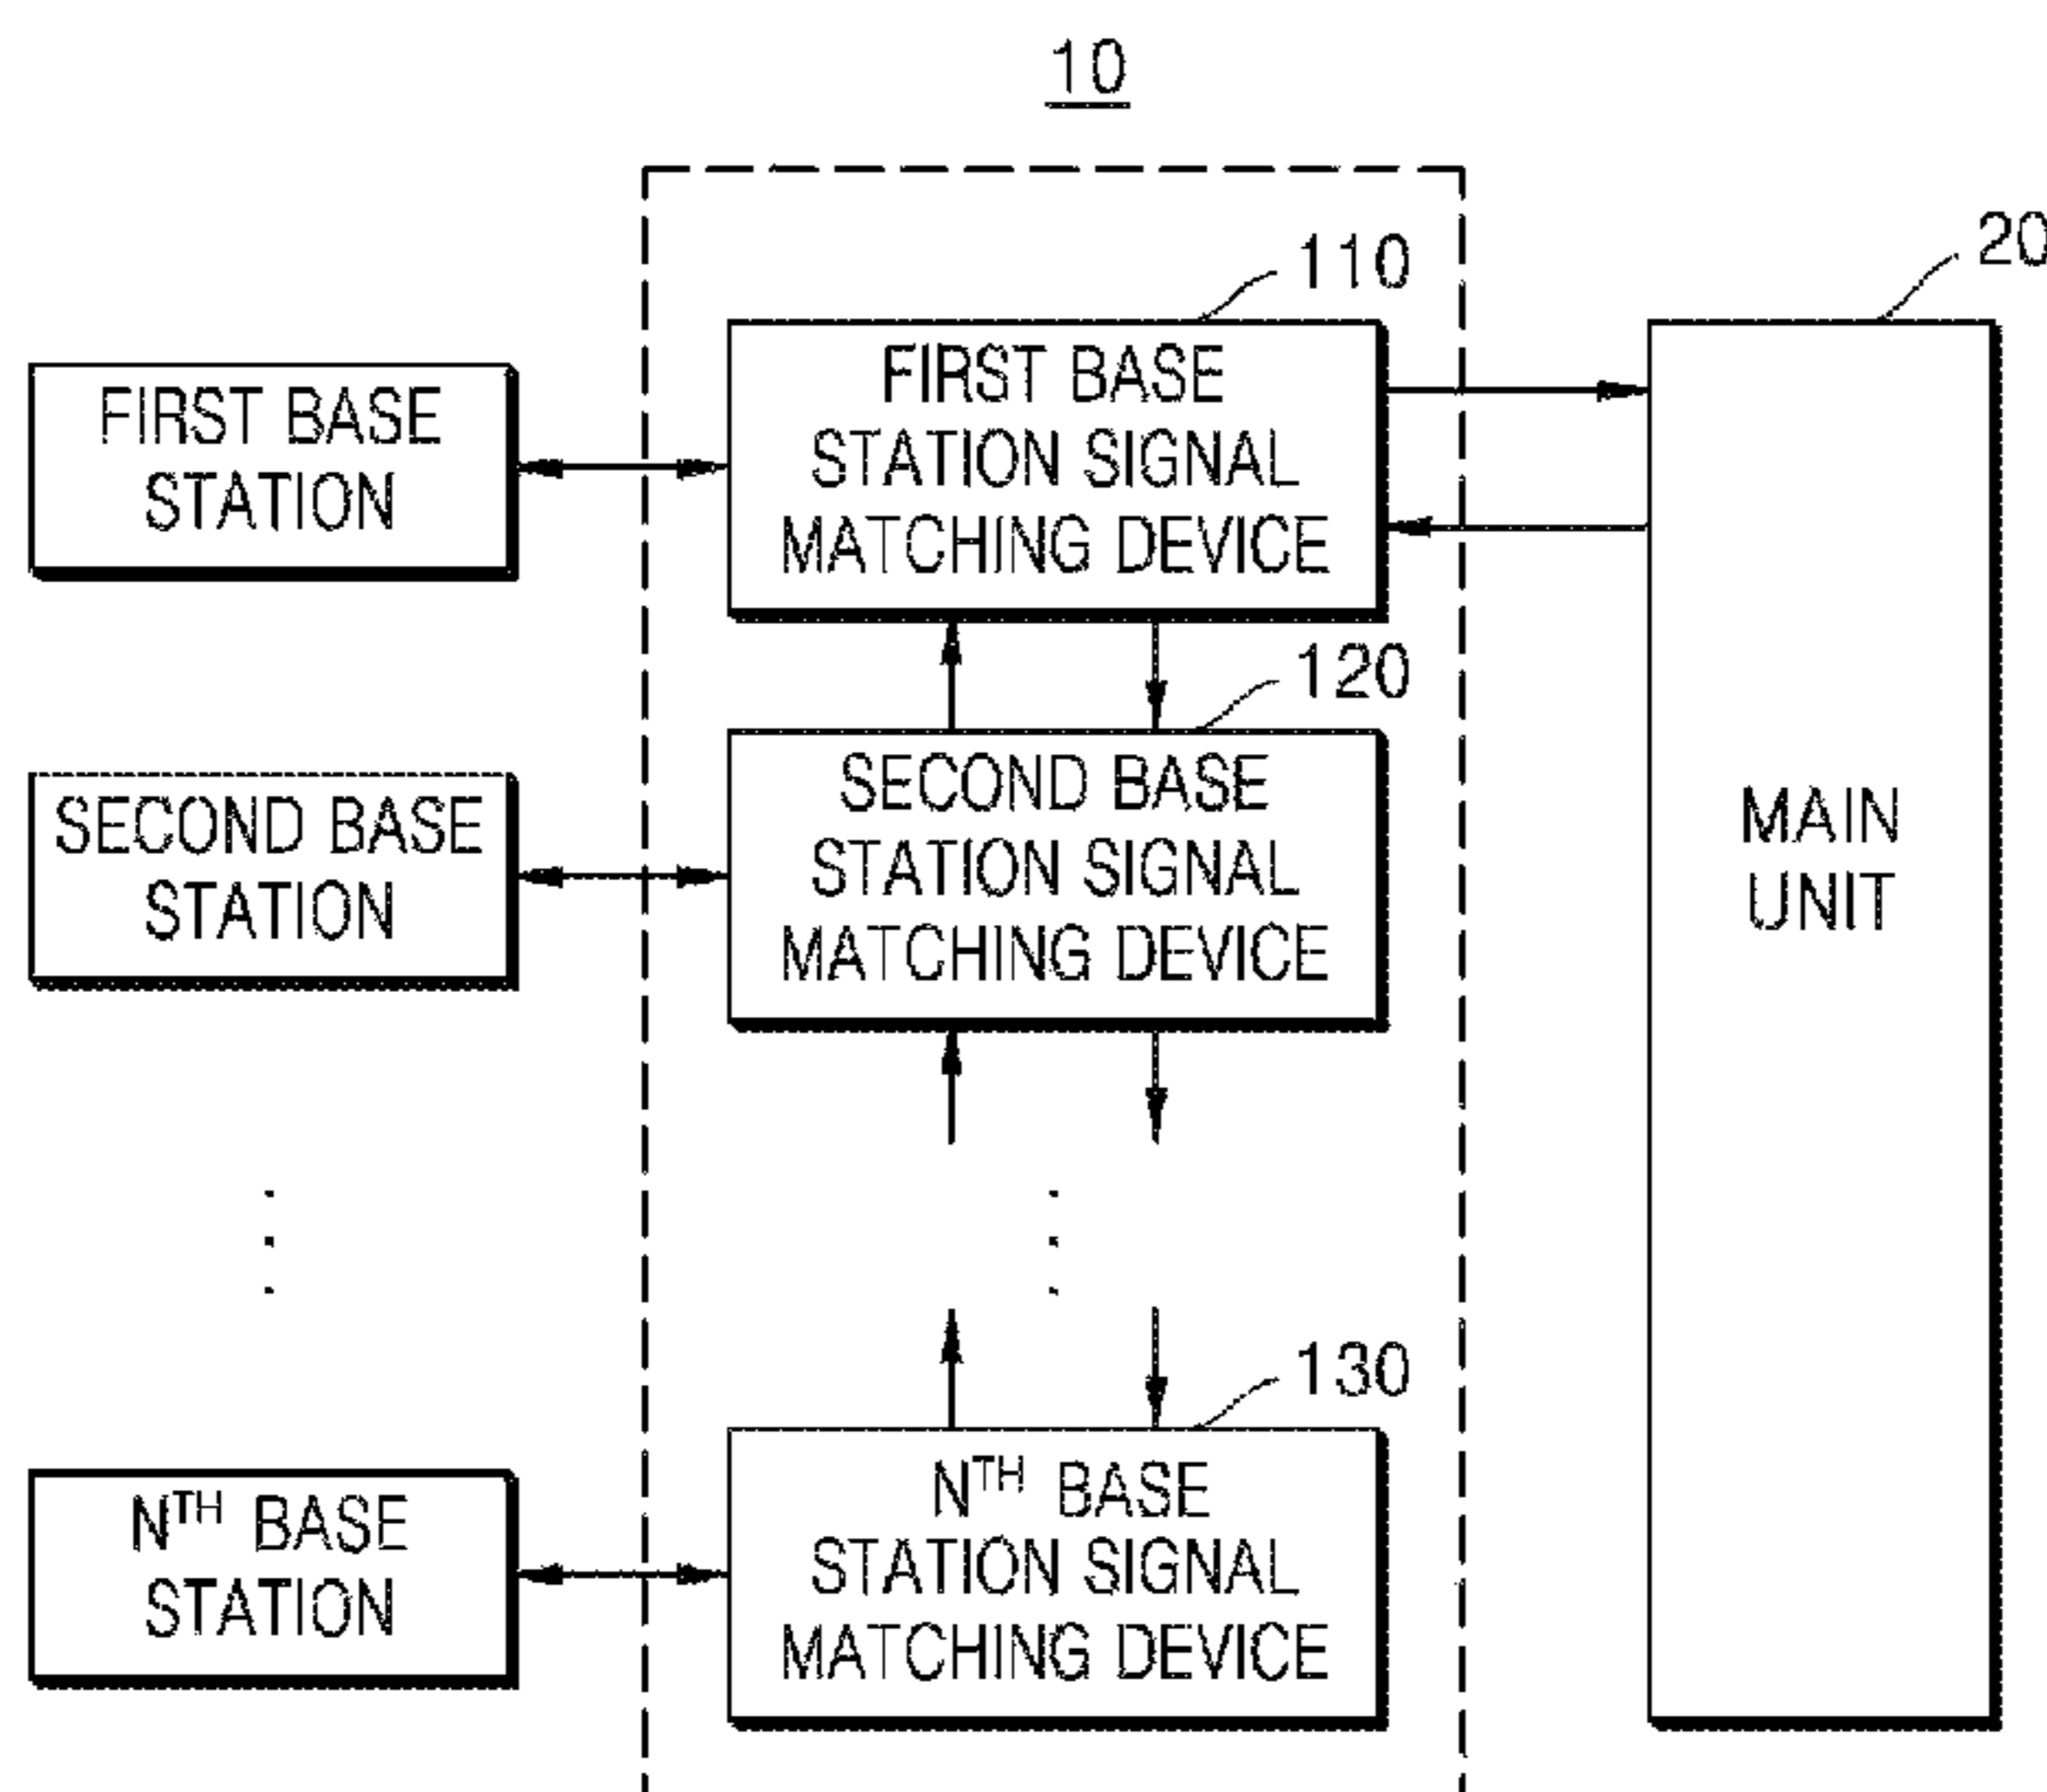 10
110
20
FIRST BASE
STATION
FIRST BASE
STATION SIGNAL
MATCHING DEVICE
120
SECOND BASE
STATION
SECOND BASE
STATION SIGNAL
MATCHING DEVICE
MAIN
UNIT
130
NTH BASE
STATION
NTH BASE
STATION SIGNAL
MATCHING DEVICE